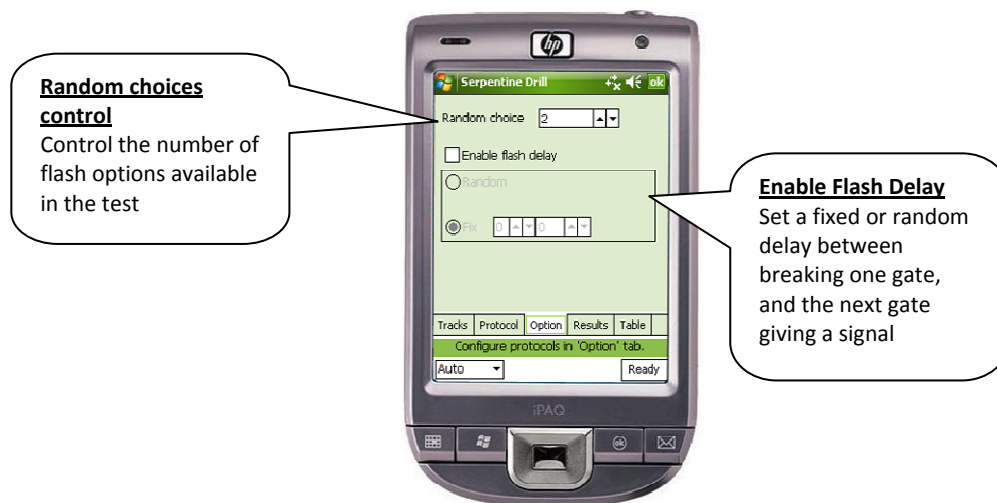 Random choices
control
Control the number of
flash options available
in the test
hp
Serpentine Drill ok
Random choice 2
Enable flash delay
Random
Fix 0 0
Tracks Protocol Option Results Table
Configure protocols in 'Option' tab.
Auto Ready
iPAQ
ok
Enable Flash Delay
Set a fixed or random
delay between
breaking one gate,
and the next gate
giving a signal